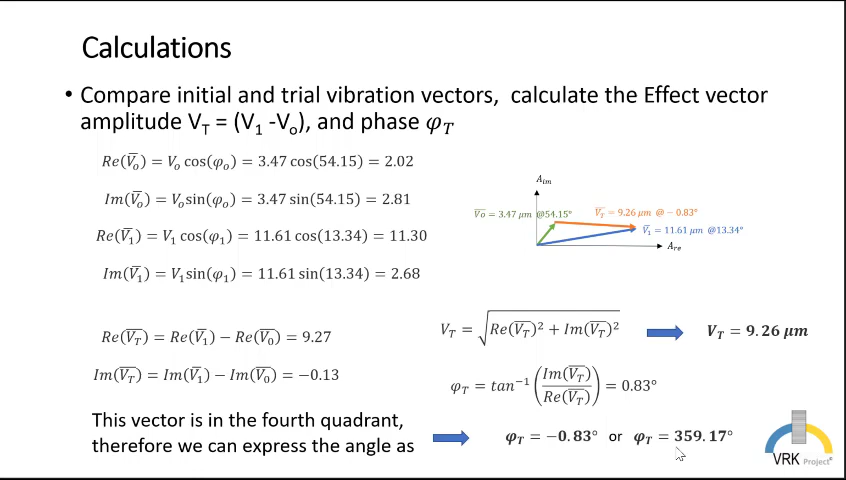 Calculations
• Compare initial and trial vibration vectors, calculate the Effect vector
amplitude V_T = (V_1 -V_o), and phase φ_T
Re(V̅_o) = V_o cos(φ_o) = 3.47 cos(54.15) = 2.02
Im(V̅_o) = V_o sin(φ_o) = 3.47 sin(54.15) = 2.81
Re(V̅_1) = V_1 cos(φ_1) = 11.61 cos(13.34) = 11.30
Im(V̅_1) = V_1 sin(φ_1) = 11.61 sin(13.34) = 2.68
A_im
V̅o̅ = 3.47 μm @54.15°
V̅_T = 9.26 μm @ − 0.83°
V̅_1 = 11.61 μm @13.34°
A_re
Re(V̅_T) = Re(V̅_1) − Re(V̅_0) = 9.27
Im(V̅_T) = Im(V̅_1) − Im(V̅_0) = −0.13
V_T = √(Re(V̅_T)² + Im(V̅_T)²)
V_T = 9.26 μm
φ_T = tan⁻¹(Im(V̅_T)/Re(V̅_T)) = 0.83°
This vector is in the fourth quadrant,
therefore we can express the angle as
φ_T = −0.83° or φ_T = 359.17°
VRK Project®